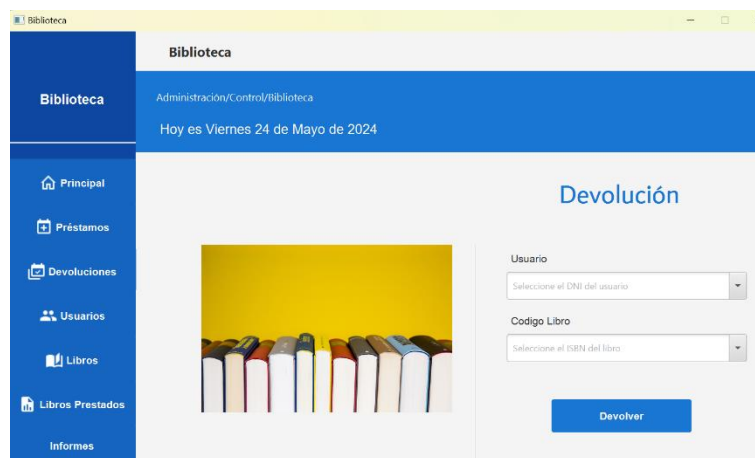 Biblioteca
Biblioteca
Biblioteca
Administración/Control/Biblioteca
Hoy es Viernes 24 de Mayo de 2024
Principal
Préstamos
Devoluciones
Usuarios
Libros
Libros Prestados
Informes
Devolución
Usuario
Seleccione el DNI del usuario
Codigo Libro
Seleccione el ISBN del libro
Devolver